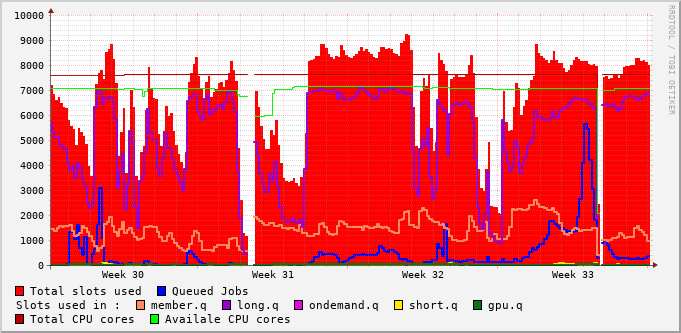 10000
9000
8000
7000
6000
5000
4000
3000
2000
1000
0
Week 30 Week 31 Week 32 Week 33
RRDTOOL / TOBI OETIKER
Total slots used Queued Jobs
Slots used in : member.q long.q ondemand.q short.q gpu.q
Total CPU cores Availale CPU cores